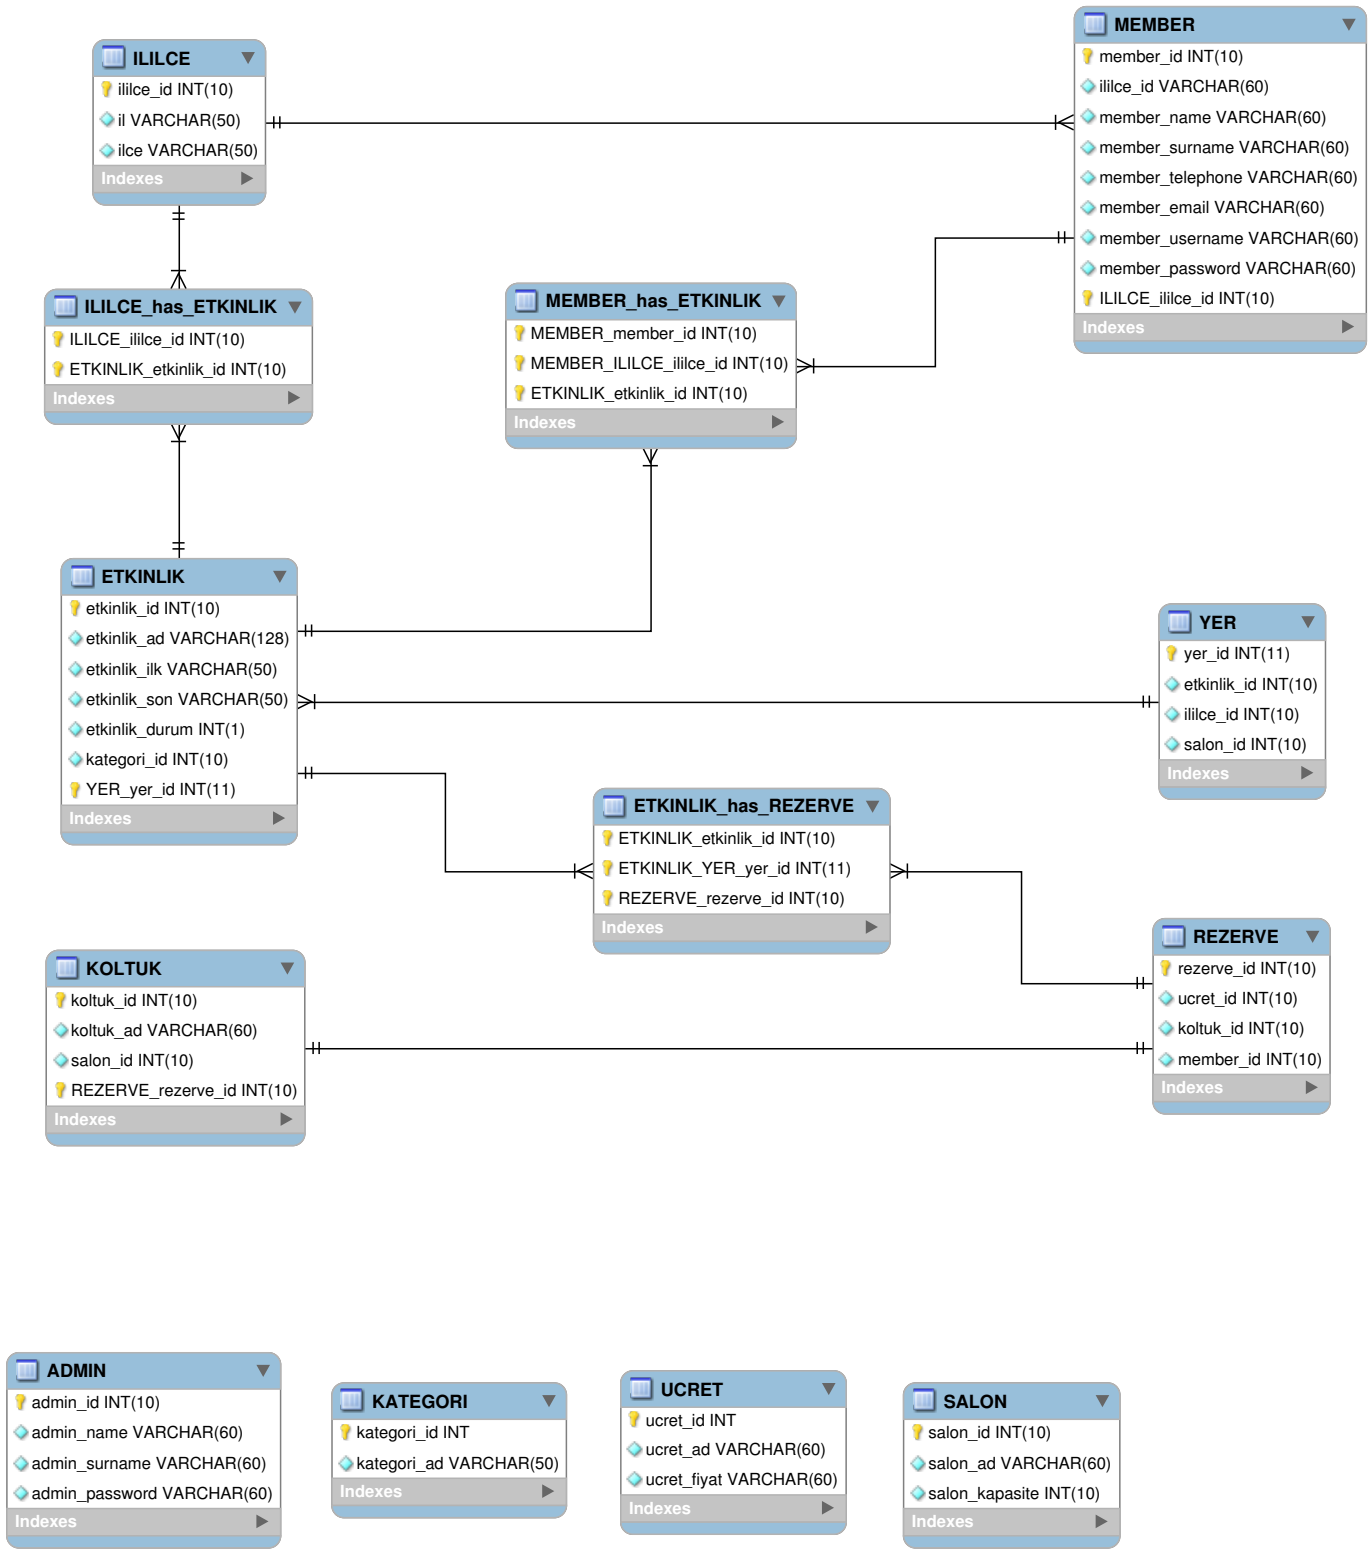 ILILCE
ililce_id INT(10)
il VARCHAR(50)
ilce VARCHAR(50)
Indexes
MEMBER
member_id INT(10)
ililce_id VARCHAR(60)
member_name VARCHAR(60)
member_surname VARCHAR(60)
member_telephone VARCHAR(60)
member_email VARCHAR(60)
member_username VARCHAR(60)
member_password VARCHAR(60)
ILILCE_ililce_id INT(10)
Indexes
ILILCE_has_ETKINLIK
ILILCE_ililce_id INT(10)
ETKINLIK_etkinlik_id INT(10)
Indexes
MEMBER_has_ETKINLIK
MEMBER_member_id INT(10)
MEMBER_ILILCE_ililce_id INT(10)
ETKINLIK_etkinlik_id INT(10)
Indexes
ETKINLIK
etkinlik_id INT(10)
etkinlik_ad VARCHAR(128)
etkinlik_ilk VARCHAR(50)
etkinlik_son VARCHAR(50)
etkinlik_durum INT(1)
kategori_id INT(10)
YER_yer_id INT(11)
Indexes
YER
yer_id INT(11)
etkinlik_id INT(10)
ililce_id INT(10)
salon_id INT(10)
Indexes
ETKINLIK_has_REZERVE
ETKINLIK_etkinlik_id INT(10)
ETKINLIK_YER_yer_id INT(11)
REZERVE_rezerve_id INT(10)
Indexes
REZERVE
rezerve_id INT(10)
ucret_id INT(10)
koltuk_id INT(10)
member_id INT(10)
Indexes
KOLTUK
koltuk_id INT(10)
koltuk_ad VARCHAR(60)
salon_id INT(10)
REZERVE_rezerve_id INT(10)
Indexes
ADMIN
admin_id INT(10)
admin_name VARCHAR(60)
admin_surname VARCHAR(60)
admin_password VARCHAR(60)
Indexes
KATEGORI
kategori_id INT
kategori_ad VARCHAR(50)
Indexes
UCRET
ucret_id INT
ucret_ad VARCHAR(60)
ucret_fiyat VARCHAR(60)
Indexes
SALON
salon_id INT(10)
salon_ad VARCHAR(60)
salon_kapasite INT(10)
Indexes